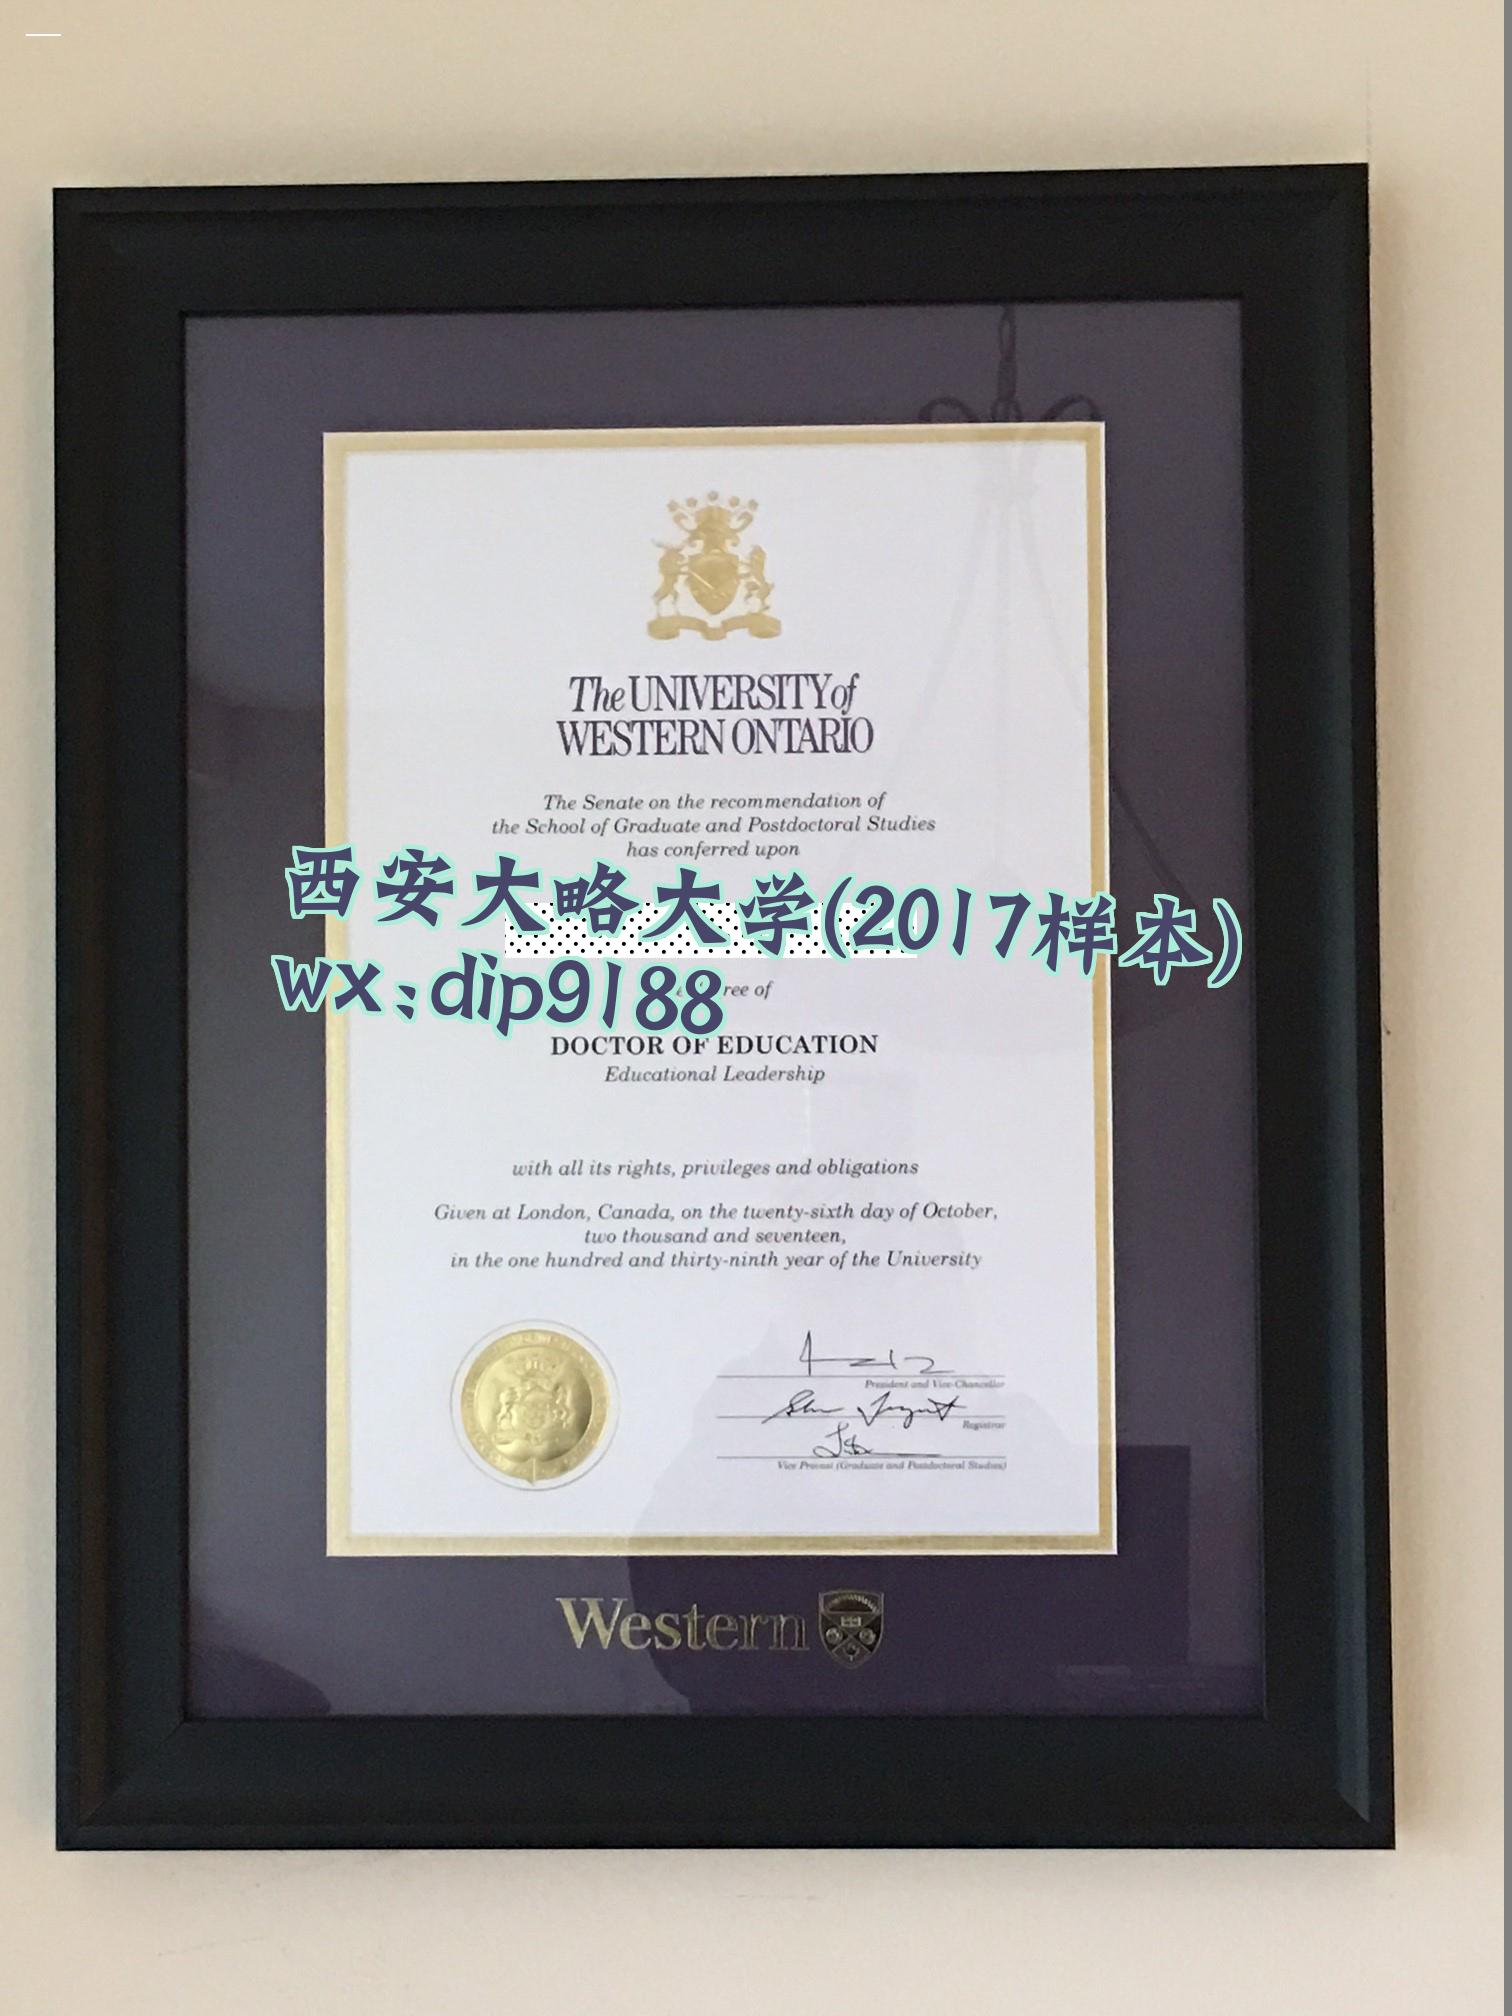 The UNIVERSITY of
WESTERN ONTARIO
The Senate on the recommendation of
the School of Graduate and Postdoctoral Studies
has conferred upon
西安大略大学(2017样本)
wx:dip9188
ree of
DOCTOR OF EDUCATION
Educational Leadership
with all its rights, privileges and obligations
Given at London, Canada, on the twenty-sixth day of October,
two thousand and seventeen,
in the one hundred and thirty-ninth year of the University
President and Vice-Chancellor
Registrar
Vice Provost (Graduate and Postdoctoral Studies)
Western